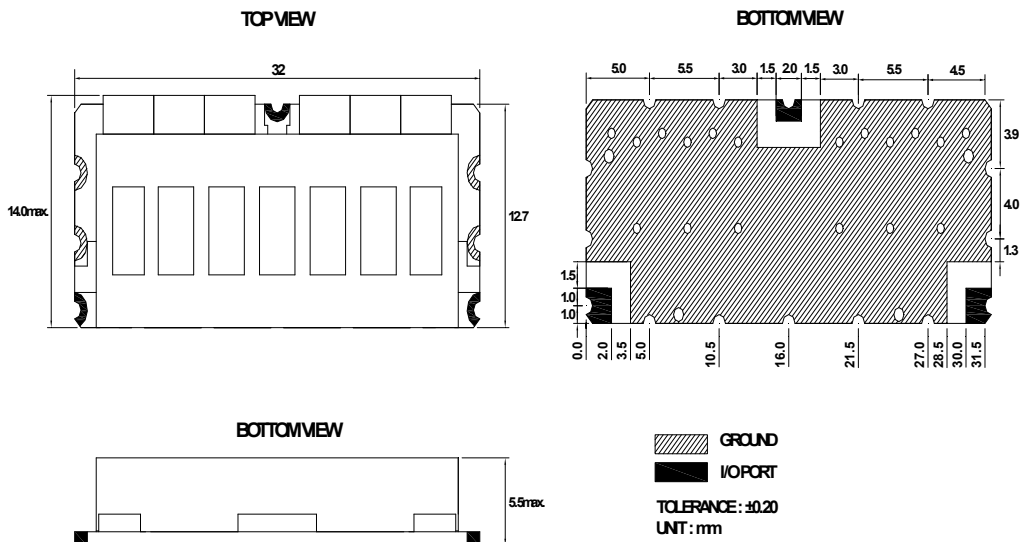 TOP VIEW
BOTTOM VIEW
32
14.0max.
12.7
5.0 5.5 3.0 1.5 2.0 1.5 3.0 5.5 4.5
3.9
4.0
1.3
1.5
1.0
1.0
0.0 2.0 3.5 5.0 10.5 16.0 21.5 27.0 28.5 30.0 31.5
BOTTOM VIEW
5.5max.
GROUND
I/O PORT
TOLERANCE : ±0.20
UNIT : mm